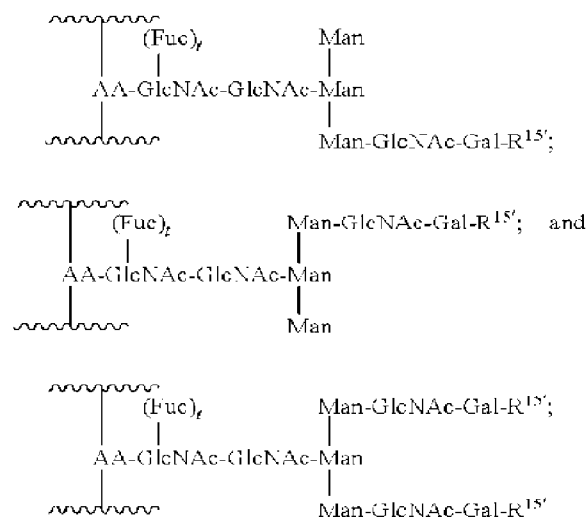 (Fuc)t Man
AA-GlcNAc-GlcNAc-Man
Man-GlcNAc-Gal-R15′;
(Fuc)t Man-GlcNAc-Gal-R15′; and
AA-GlcNAc-GlcNAc-Man
Man
(Fuc)t Man-GlcNAc-Gal-R15′;
AA-GlcNAc-GlcNAc-Man
Man-GlcNAc-Gal-R15′